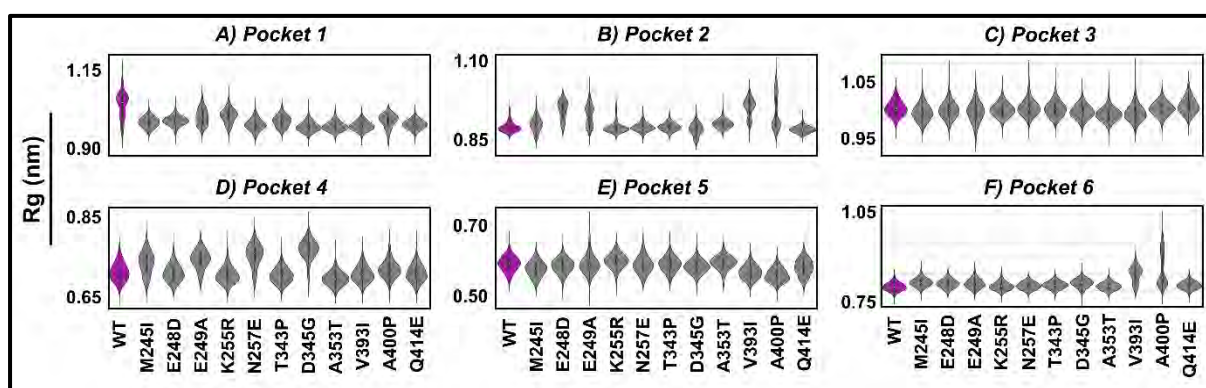 A) Pocket 1
B) Pocket 2
C) Pocket 3
1.15
0.90
1.10
0.85
1.05
0.95
Rg (nm)
D) Pocket 4
E) Pocket 5
F) Pocket 6
0.85
0.65
0.70
0.50
1.05
0.75
WT
M245I
E248D
E249A
K255R
N257E
T343P
D345G
A353T
V393I
A400P
Q414E
WT
M245I
E248D
E249A
K255R
N257E
T343P
D345G
A353T
V393I
A400P
Q414E
WT
M245I
E248D
E249A
K255R
N257E
T343P
D345G
A353T
V393I
A400P
Q414E